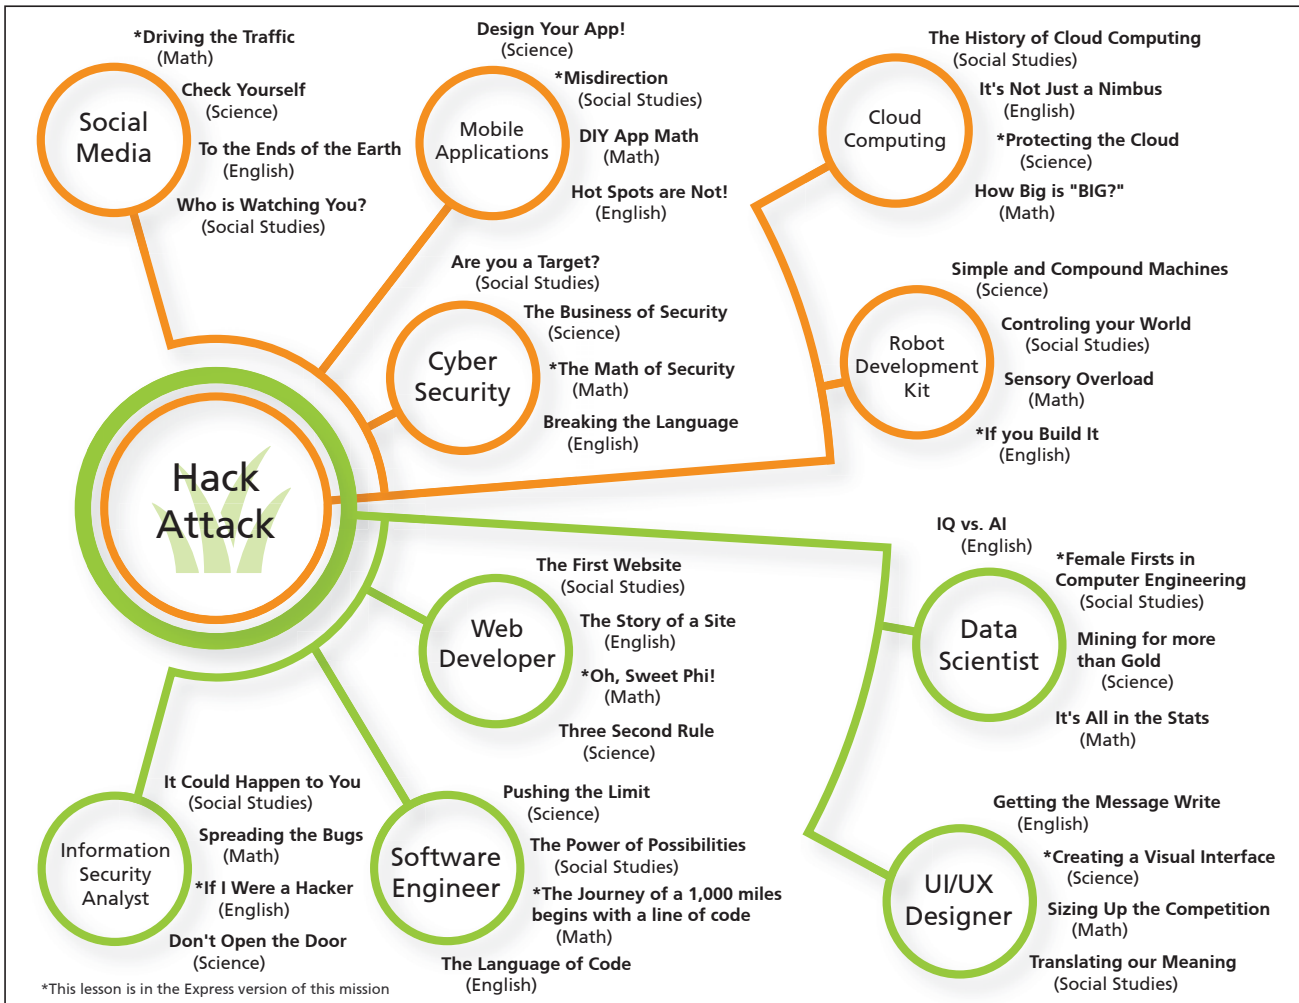 *Driving the Traffic
(Math)
Check Yourself
(Science)
To the Ends of the Earth
(English)
Who is Watching You?
(Social Studies)
Social
Media
Design Your App!
(Science)
*Misdirection
(Social Studies)
DIY App Math
(Math)
Hot Spots are Not!
(English)
Mobile
Applications
The History of Cloud Computing
(Social Studies)
It's Not Just a Nimbus
(English)
*Protecting the Cloud
(Science)
How Big is "BIG?"
(Math)
Cloud
Computing
Are you a Target?
(Social Studies)
The Business of Security
(Science)
*The Math of Security
(Math)
Breaking the Language
(English)
Cyber
Security
Simple and Compound Machines
(Science)
Controling your World
(Social Studies)
Sensory Overload
(Math)
*If you Build It
(English)
Robot
Development
Kit
Hack
Attack
IQ vs. AI
(English)
*Female Firsts in
Computer Engineering
(Social Studies)
Mining for more
than Gold
(Science)
It's All in the Stats
(Math)
Data
Scientist
The First Website
(Social Studies)
The Story of a Site
(English)
*Oh, Sweet Phi!
(Math)
Three Second Rule
(Science)
Web
Developer
It Could Happen to You
(Social Studies)
Spreading the Bugs
(Math)
*If I Were a Hacker
(English)
Don't Open the Door
(Science)
Information
Security
Analyst
Pushing the Limit
(Science)
The Power of Possibilities
(Social Studies)
*The Journey of a 1,000 miles
begins with a line of code
(Math)
The Language of Code
(English)
Software
Engineer
Getting the Message Write
(English)
*Creating a Visual Interface
(Science)
Sizing Up the Competition
(Math)
Translating our Meaning
(Social Studies)
UI/UX
Designer
*This lesson is in the Express version of this mission